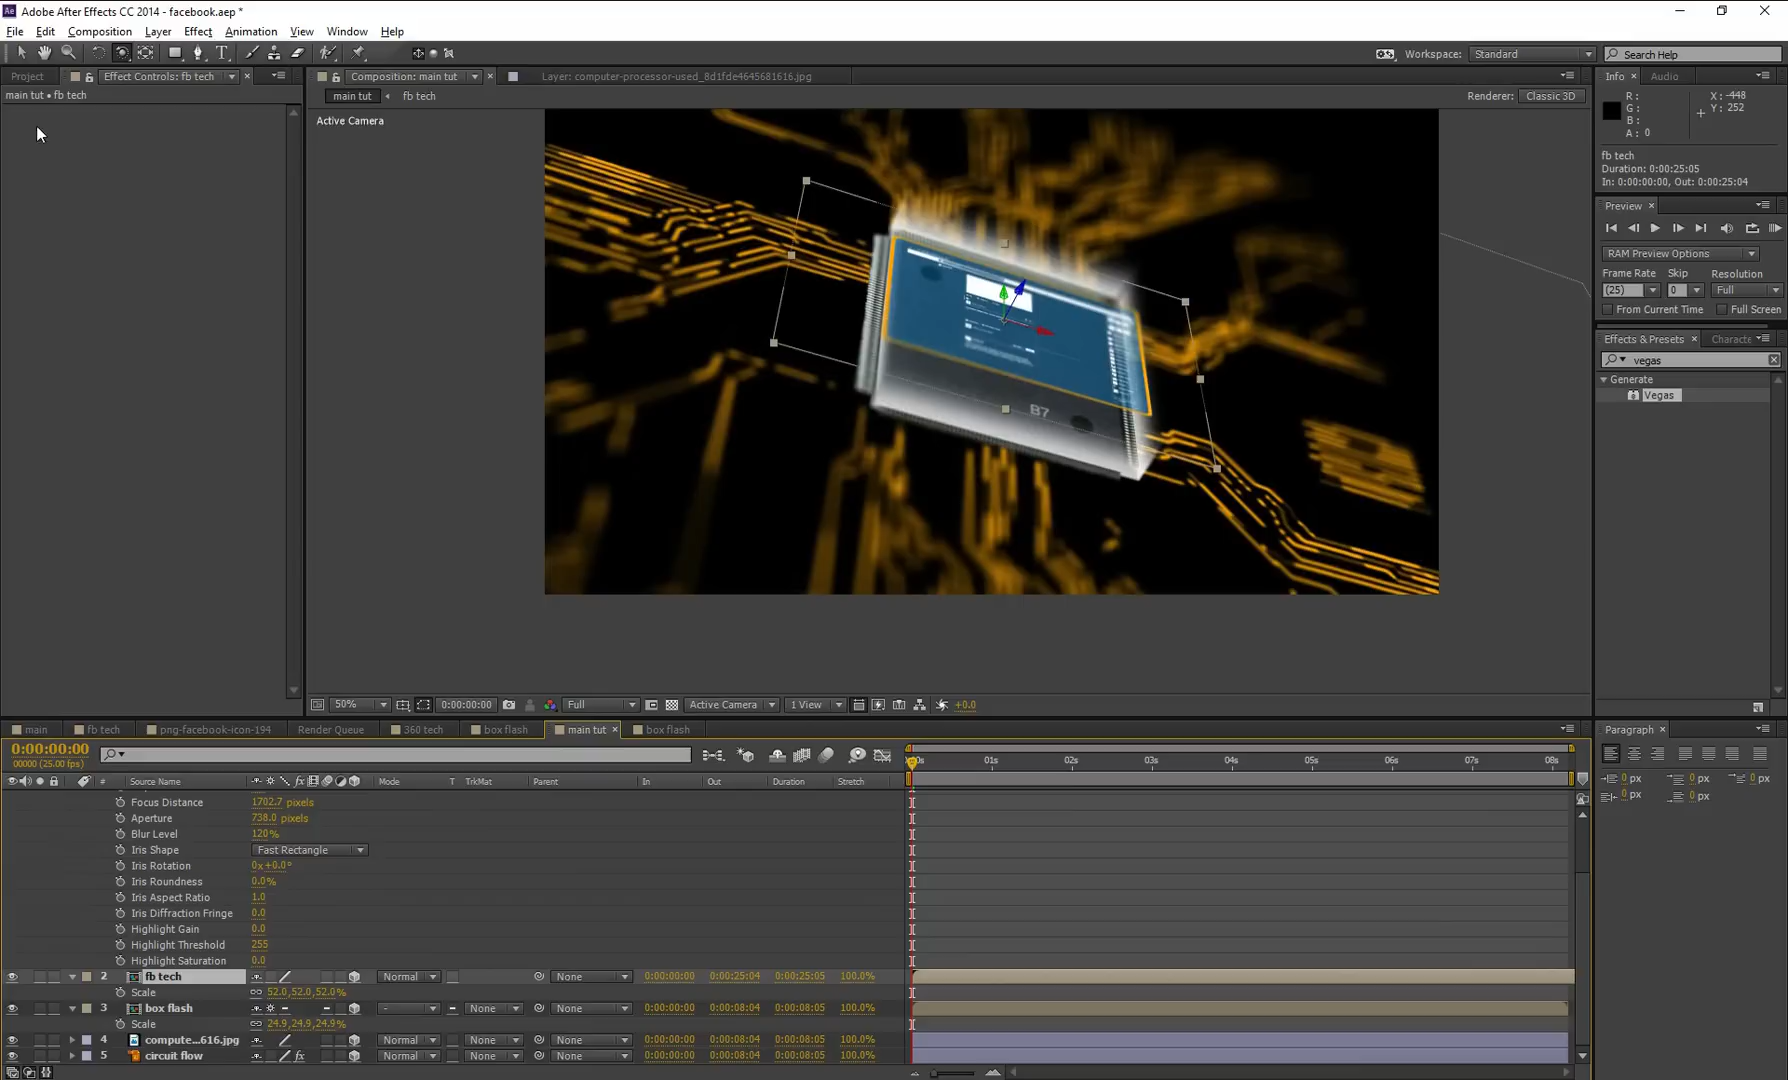 Adobe After Effects CC 2014 - facebook.aep *
File Edit Composition Layer Effect Animation View Window Help
Workspace: Standard Search Help
Project Effect Controls: fb tech Composition: main tut Layer: computer-processor-used_8d1fde4645681616.jpg Info Audio
main tut • fb tech main tut fb tech Renderer: Classic 3D
Active Camera
R :
G :
B :
A : 0
X: -448
Y: 252
fb tech
Duration: 0:00:25:05
In: 0:00:00:00, Out: 0:00:25:04
Preview
RAM Preview Options
Frame Rate Skip Resolution
(25) 0 Full
From Current Time Full Screen
Effects & Presets Characte
vegas
Generate
Vegas
B7
50% 0:00:00:00 Full Active Camera 1 View +0.0
main fb tech png-facebook-icon-194 Render Queue 360 tech box flash main tut box flash Paragraph
0:00:00:00
00000 (25.00 fps)
01s 02s 03s 04s 05s 06s 07s 08s
# Source Name Mode T TrkMat Parent In Out Duration Stretch
0 px 0 px 0 px
0 px 0 px
Focus Distance 1702.7 pixels
Aperture 738.0 pixels
Blur Level 120%
Iris Shape Fast Rectangle
Iris Rotation 0x+0.0°
Iris Roundness 0.0%
Iris Aspect Ratio 1.0
Iris Diffraction Fringe 0.0
Highlight Gain 0.0
Highlight Threshold 255
Highlight Saturation 0.0
2 fb tech Normal None 0:00:00:00 0:00:25:04 0:00:25:05 100.0%
Scale 52.0,52.0,52.0%
3 box flash - None None 0:00:00:00 0:00:08:04 0:00:08:05 100.0%
Scale 24.9,24.9,24.9%
4 compute...616.jpg Normal None None 0:00:00:00 0:00:08:04 0:00:08:05 100.0%
5 circuit flow Normal None None 0:00:00:00 0:00:08:04 0:00:08:05 100.0%